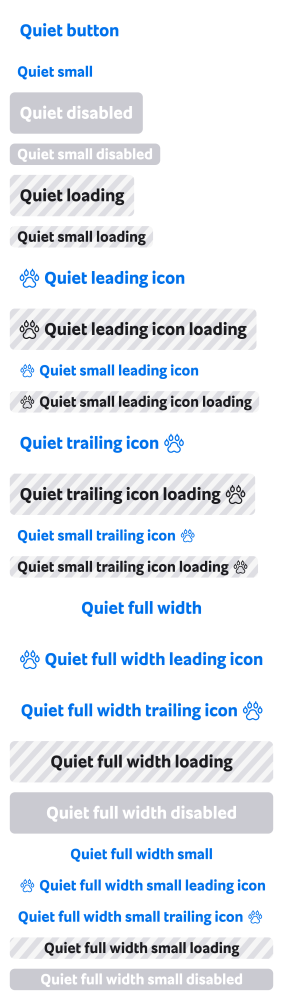 Quiet button
Quiet small
Quiet disabled
Quiet small disabled
Quiet loading
Quiet small loading
Quiet leading icon
Quiet leading icon loading
Quiet small leading icon
Quiet small leading icon loading
Quiet trailing icon
Quiet trailing icon loading
Quiet small trailing icon
Quiet small trailing icon loading
Quiet full width
Quiet full width leading icon
Quiet full width trailing icon
Quiet full width loading
Quiet full width disabled
Quiet full width small
Quiet full width small leading icon
Quiet full width small trailing icon
Quiet full width small loading
Quiet full width small disabled